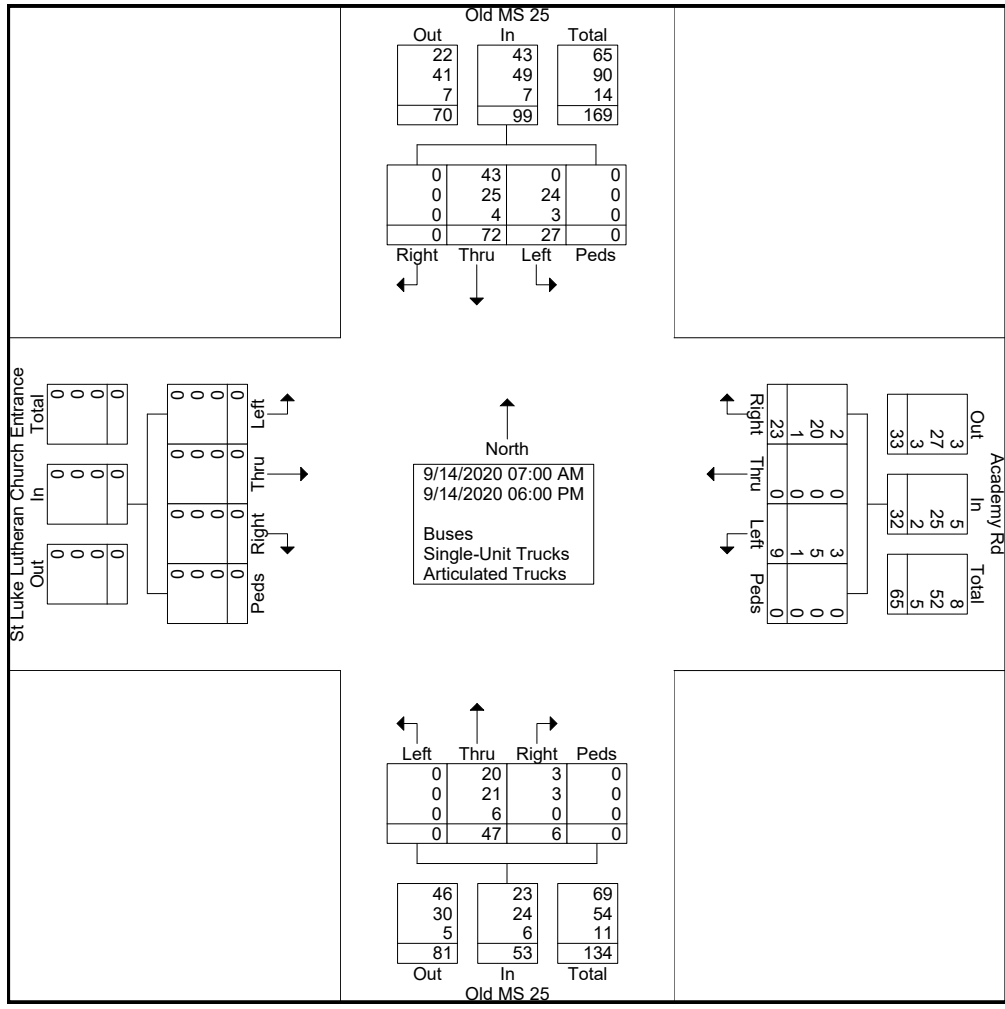 Old MS 25
Out In Total
22 43 65
41 49 90
7 7 14
70 99 169
0 43 0 0
0 25 24 0
0 4 3 0
0 72 27 0
Right Thru Left Peds
St Luke Lutheran Church Entrance
Total In Out
0 0 0
0 0 0
0 0 0
0 0 0
Left Thru Right Peds
0 0 0 0
0 0 0 0
0 0 0 0
0 0 0 0
North
9/14/2020 07:00 AM
9/14/2020 06:00 PM
Buses
Single-Unit Trucks
Articulated Trucks
Academy Rd
Out In Total
3 5 8
27 25 52
3 2 5
33 32 65
2 0 3 0
20 0 5 0
1 0 1 0
23 0 9 0
Right Thru Left Peds
Left Thru Right Peds
0 20 3 0
0 21 3 0
0 6 0 0
0 47 6 0
46 23 69
30 24 54
5 6 11
81 53 134
Out In Total
Old MS 25